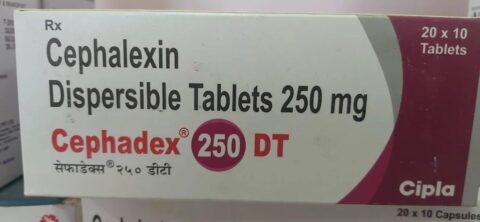 Rx
20 x 10
Tablets
Cephalexin
Dispersible Tablets 250 mg
Cephadex® 250 DT
सेफाडेक्स® २५० डीटी
Cipla
20 x 10 Capsules